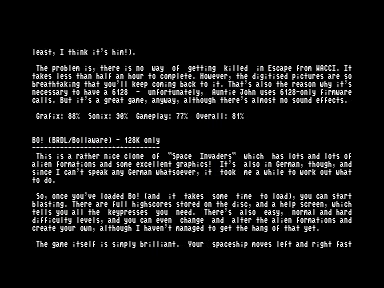 least, I think it's him!).
The problem is, there is no way of getting killed in Escape from WACCI. It
takes less than half an hour to complete. However, the digitised pictures are so
breathtaking that you'll keep coming back to it. That's also the reason why it's
necessary to have a 6128 - unfortunately, Auntie John uses 6128-only firmware
calls. But it's a great game, anyway, although there's almost no sound effects.
Grafix: 88% Sonix: 30% Gameplay: 77% Overall: 81%
BO! (BROL/Bollaware) - 128K only
--------------------------------
This is a rather nice clone of "Space Invaders" which has lots and lots of
alien formations and some excellent graphics! It's also in German, though, and
since I can't speak any German whatsoever, it took me a while to work out what
to do.
So, once you've loaded Bo! (and it takes some time to load), you can start
blasting. There are full highscores stored on the disc, and a help screen, which
tells you all the keypresses you need. There's also easy, normal and hard
difficulty levels, and you can even change and alter the alien formations and
create your own, although I haven't managed to get the hang of that yet.
The game itself is simply brilliant. Your spaceship moves left and right fast